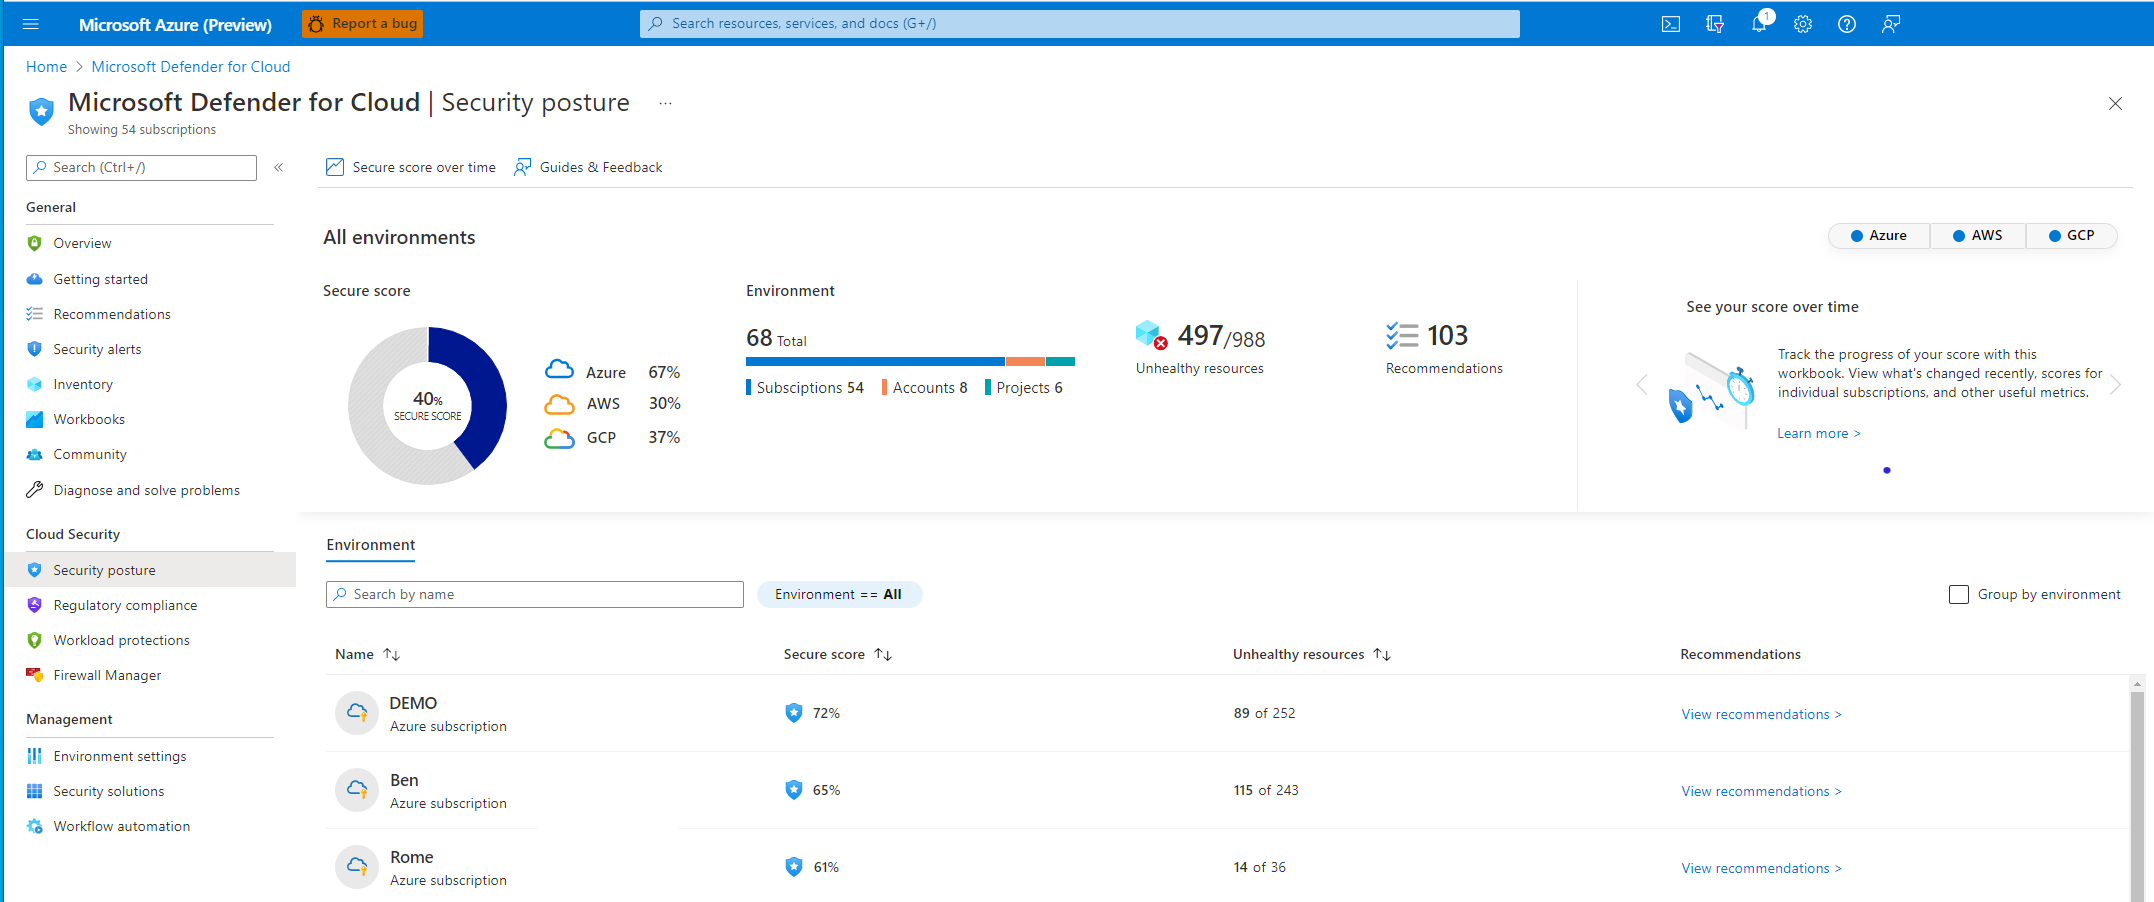 Microsoft Azure (Preview)
Report a bug
Search resources, services, and docs (G+/)
1
Home > Microsoft Defender for Cloud
Microsoft Defender for Cloud | Security posture ...
Showing 54 subscriptions
Search (Ctrl+/)
«
General
Overview
Getting started
Recommendations
Security alerts
Inventory
Workbooks
Community
Diagnose and solve problems
Cloud Security
Security posture
Regulatory compliance
Workload protections
Firewall Manager
Management
Environment settings
Security solutions
Workflow automation
Secure score over time
Guides & Feedback
All environments
Azure
AWS
GCP
Secure score
40%
SECURE SCORE
Azure 67%
AWS 30%
GCP 37%
Environment
68 Total
Subsciptions 54
Accounts 8
Projects 6
497/988
Unhealthy resources
103
Recommendations
See your score over time
Track the progress of your score with this
workbook. View what's changed recently, scores for
individual subscriptions, and other useful metrics.
Learn more >
Environment
Search by name
Environment == All
Group by environment
Name ↑↓ Secure score ↑↓ Unhealthy resources ↑↓ Recommendations
DEMO
Azure subscription
72%
89 of 252
View recommendations >
Ben
Azure subscription
65%
115 of 243
View recommendations >
Rome
Azure subscription
61%
14 of 36
View recommendations >